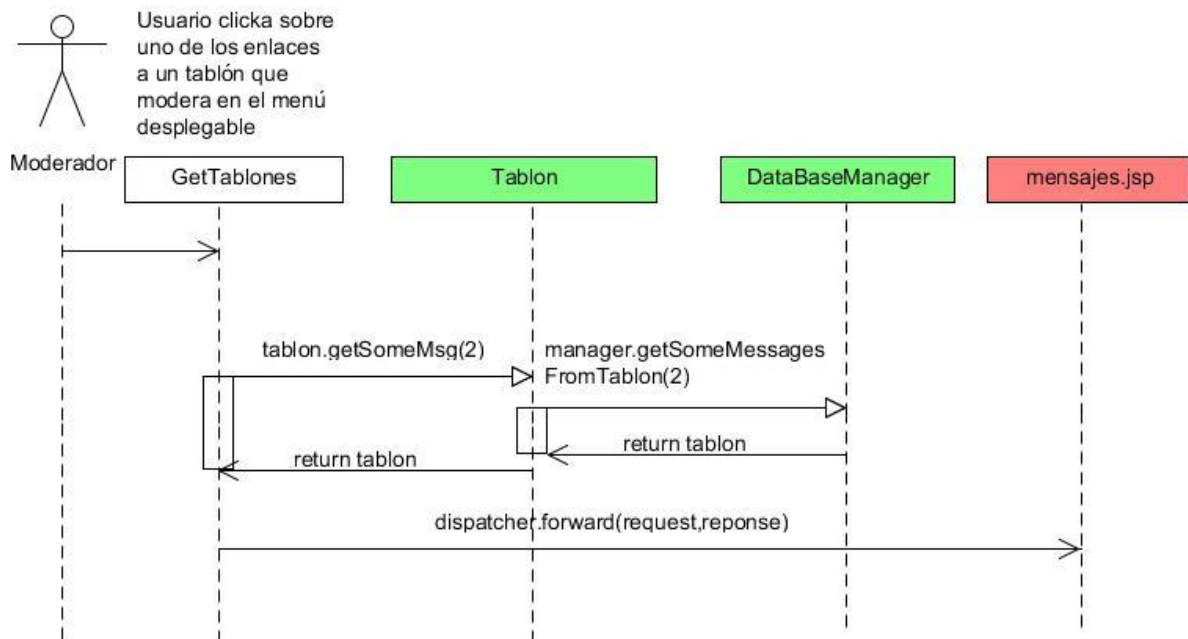 Usuario clicka sobre
uno de los enlaces
a un tablón que
modera en el menú
desplegable
Moderador
GetTablones
Tablon
DataBaseManager
mensajes.jsp
tablon.getSomeMsg(2)
manager.getSomeMessages
FromTablon(2)
return tablon
return tablon
dispatcher.forward(request,reponse)